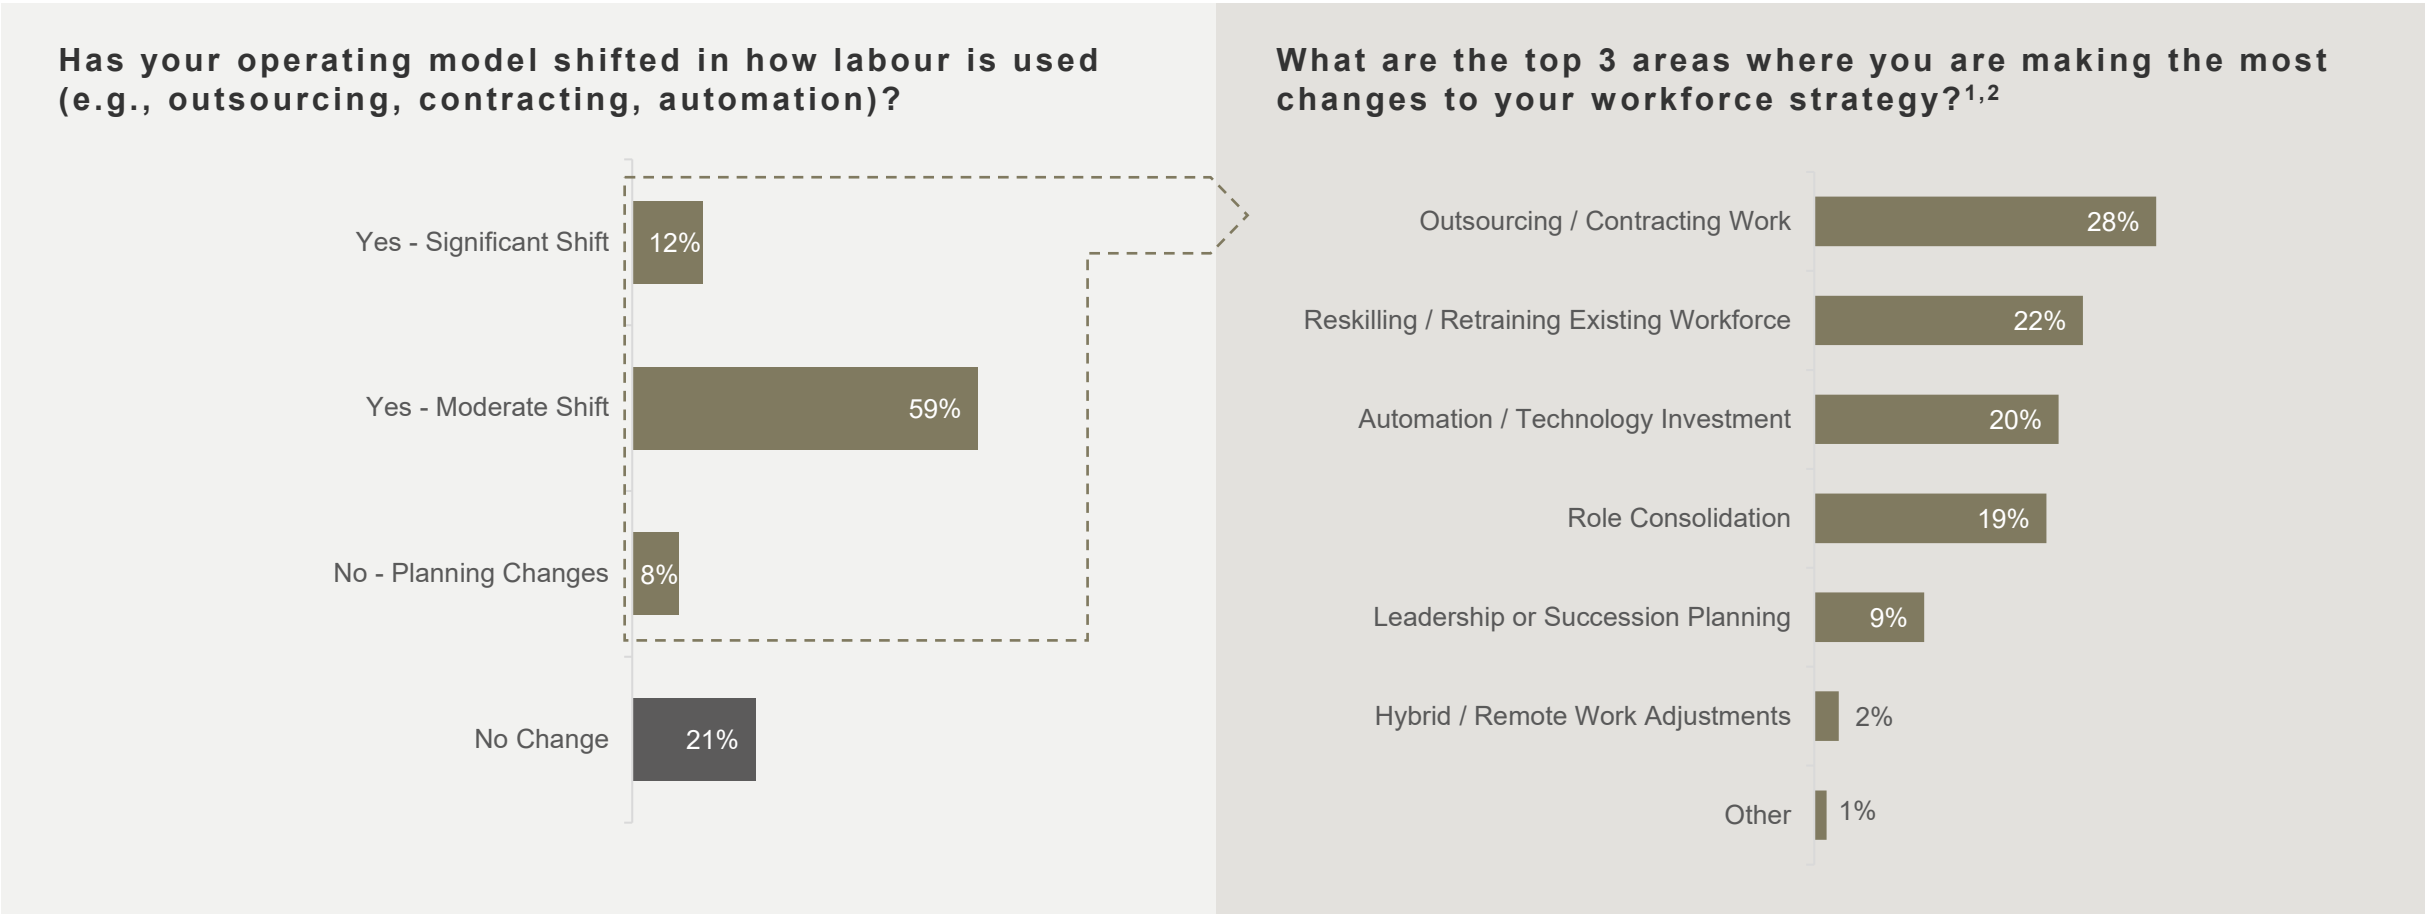 Has your operating model shifted in how labour is used
(e.g., outsourcing, contracting, automation)?
Yes - Significant Shift
12%
Yes - Moderate Shift
59%
No - Planning Changes
8%
No Change
21%
What are the top 3 areas where you are making the most
changes to your workforce strategy?¹,²
Outsourcing / Contracting Work
28%
Reskilling / Retraining Existing Workforce
22%
Automation / Technology Investment
20%
Role Consolidation
19%
Leadership or Succession Planning
9%
Hybrid / Remote Work Adjustments
2%
Other
1%